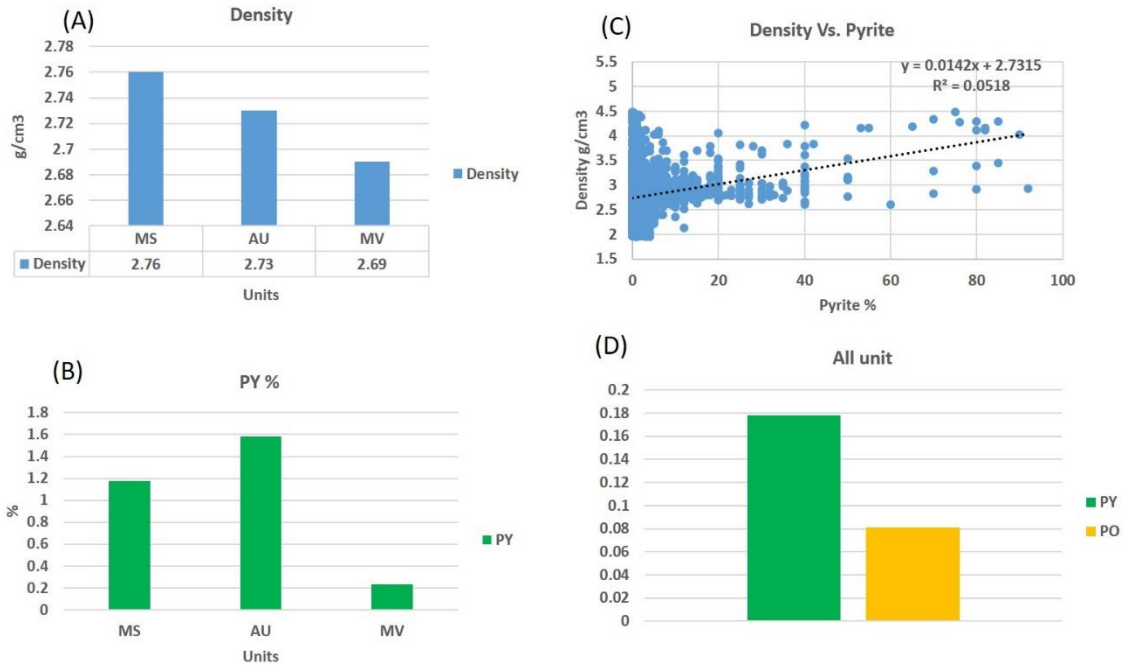 (A)
Density
2.78
2.76
2.74
2.72
2.7
2.68
2.66
2.64
g/cm3
MS AU MV
Density 2.76 2.73 2.69
Units
Density
(C)
Density Vs. Pyrite
y = 0.0142x + 2.7315
R² = 0.0518
5
4.5
4
3.5
3
2.5
2
1.5
Density g/cm3
0 20 40 60 80 100
Pyrite %
(B)
PY %
1.8
1.6
1.4
1.2
1
0.8
0.6
0.4
0.2
0
%
MS AU MV
Units
PY
(D)
All unit
0.2
0.18
0.16
0.14
0.12
0.1
0.08
0.06
0.04
0.02
0
PY
PO